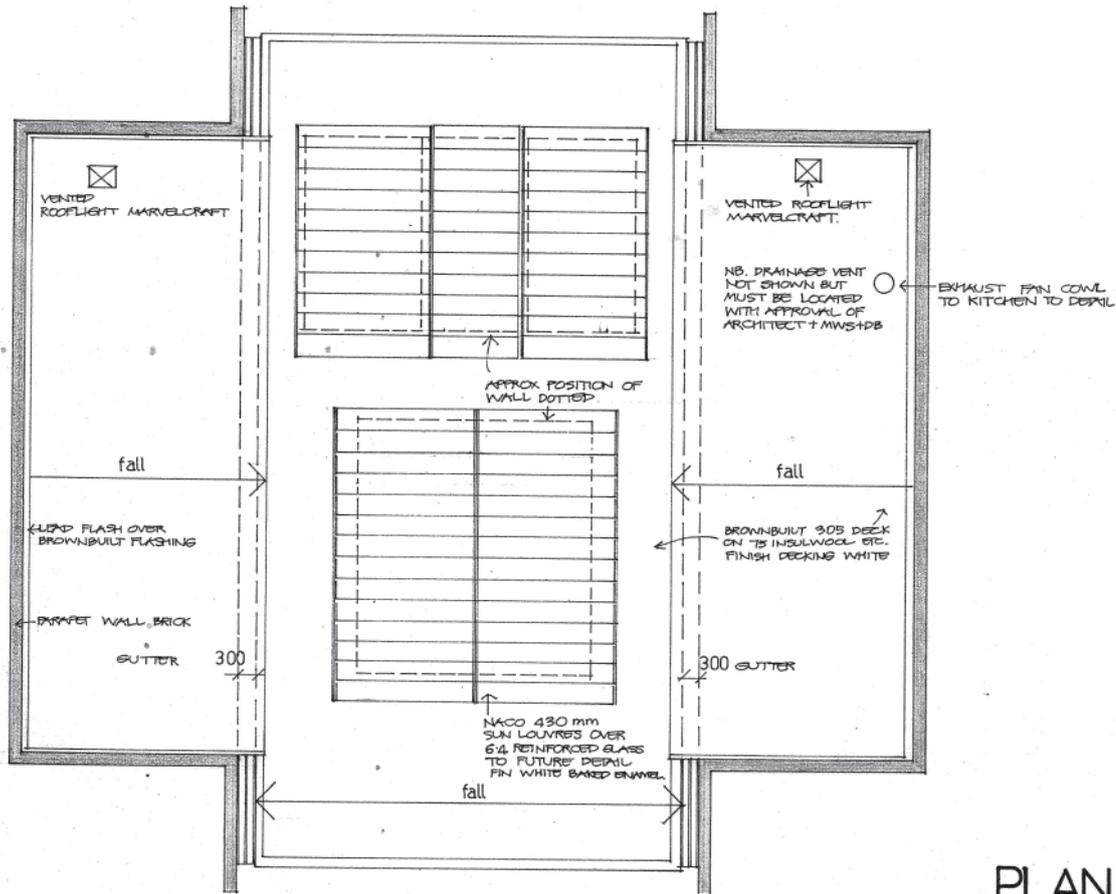 VENTED
ROOFLIGHT MARVELCRAFT
VENTED ROOFLIGHT
MARVELCRAFT.
NB. DRAINAGE VENT
NOT SHOWN BUT
MUST BE LOCATED
WITH APPROVAL OF
ARCHITECT + MWS+DB
EXHAUST FAN COWL
TO KITCHEN TO DETAIL
APPROX POSITION OF
WALL DOTTED
fall
fall
LEAD FLASH OVER
BROWNBUILT FLASHING
BROWNBUILT 305 DECK
ON 75 INSULWOOL ETC.
FINISH DECKING WHITE
PARAPET WALL BRICK
GUTTER 300
300 GUTTER
NACO 430 mm
SUN LOUVRES OVER
6.4 REINFORCED GLASS
TO FUTURE DETAIL
FIN WHITE BAKED ENAMEL
fall
PLAN